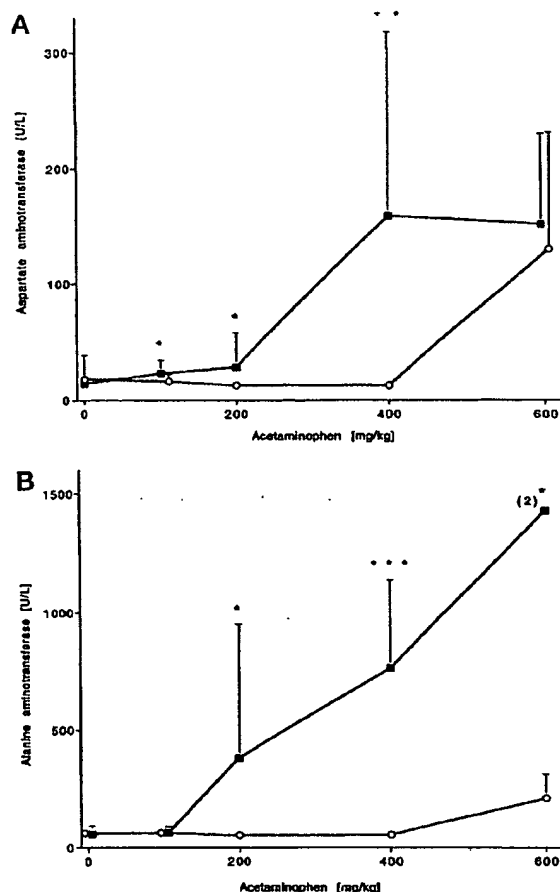 A
* *
300
200
100
0
Aspartate aminotransferase [U/L]
*
*
0 200 400 600
Acetaminophen [mg/kg]
B
1500
1000
500
0
Alanine aminotransferase [U/L]
*
* * *
(2) *
0 200 400 600
Acetaminophen [mg/kg]